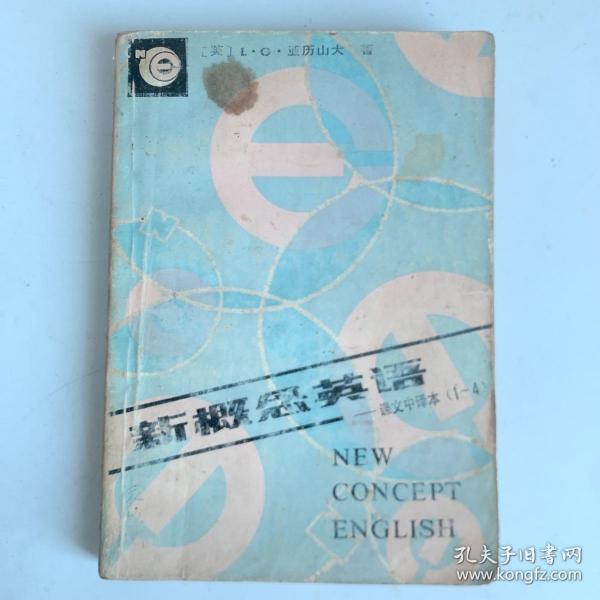 [英] L·G·亚历山大 著
新概念英语
——课文中译本(1-4)
NEW
CONCEPT
ENGLISH
孔夫子旧书网
www.kongfz.com